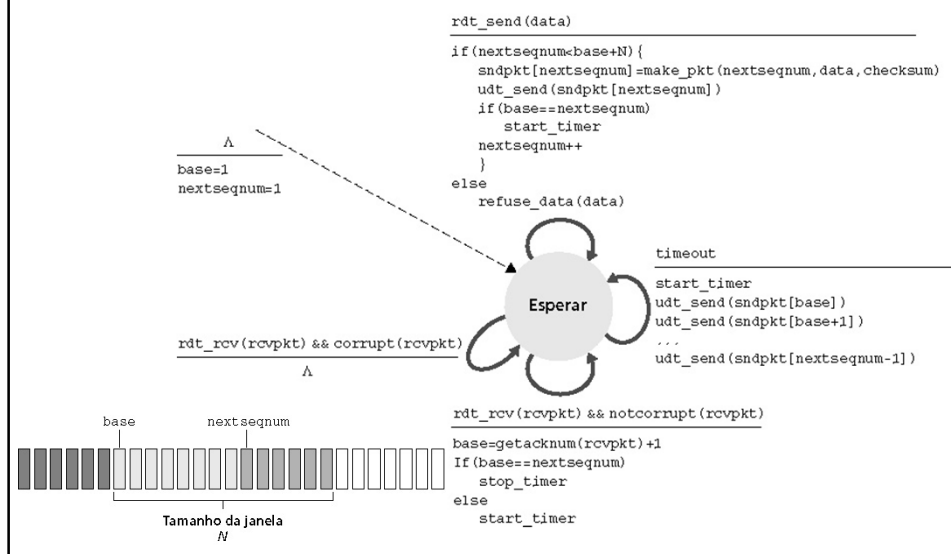 rdt_send(data)
if(nextseqnum<base+N){
sndpkt[nextseqnum]=make_pkt(nextseqnum,data,checksum)
udt_send(sndpkt[nextseqnum])
if(base==nextseqnum)
start_timer
nextseqnum++
}
else
refuse_data(data)
Λ
base=1
nextseqnum=1
Esperar
timeout
start_timer
udt_send(sndpkt[base])
udt_send(sndpkt[base+1])
...
udt_send(sndpkt[nextseqnum-1])
rdt_rcv(rcvpkt) && corrupt(rcvpkt)
Λ
rdt_rcv(rcvpkt) && notcorrupt(rcvpkt)
base=getacknum(rcvpkt)+1
If(base==nextseqnum)
stop_timer
else
start_timer
base
nextseqnum
Tamanho da janela
N